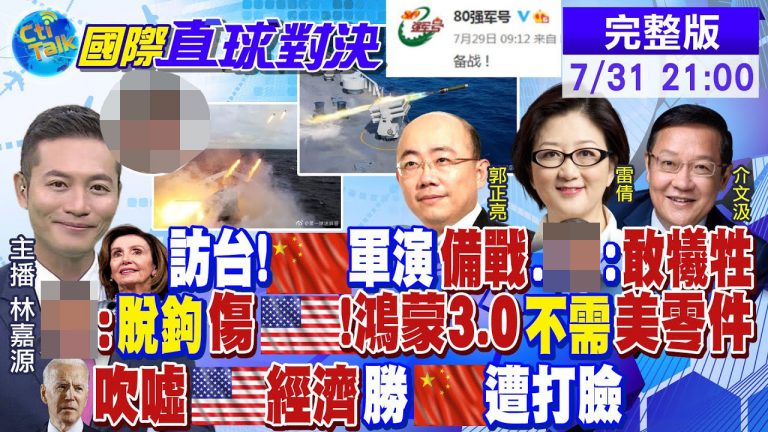 Cti Talk
國際直球對決
80强军号
7月29日 09:12 来自
备战！
完整版
7/31 21:00
主播 林嘉源
郭正亮
雷倩
介文汲
訪台! 軍演 備戰. :敢犧牲
:脫鉤 傷 !鴻蒙3.0不需美零件
吹噓 經濟勝 遭打臉